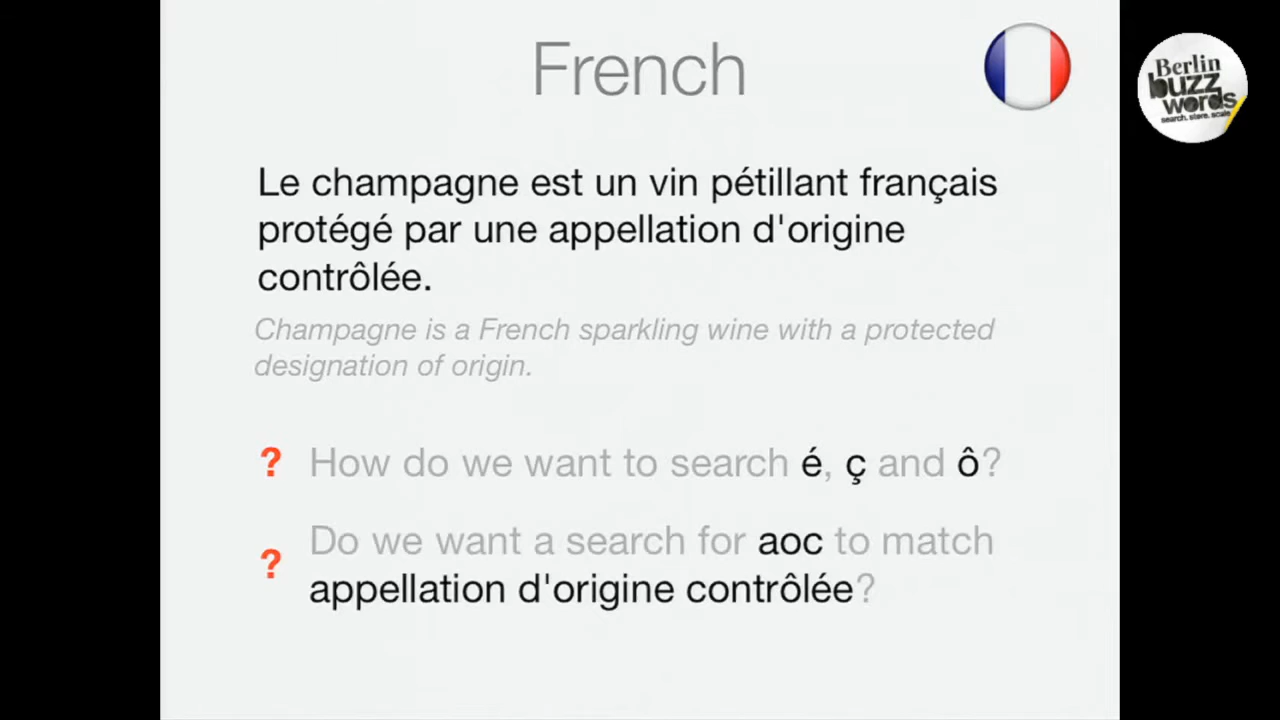 French
Berlin
buzz
words
search. store. scale
Le champagne est un vin pétillant français
protégé par une appellation d'origine
contrôlée.
Champagne is a French sparkling wine with a protected
designation of origin.
? How do we want to search é, ç and ô?
? Do we want a search for aoc to match
appellation d'origine contrôlée?